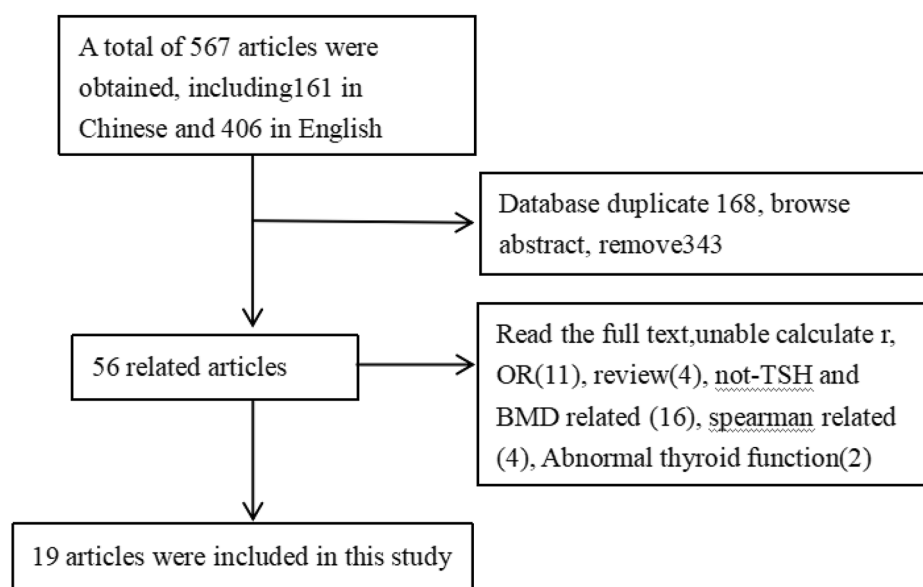 A total of 567 articles were
obtained, including161 in
Chinese and 406 in English
Database duplicate 168, browse
abstract, remove343
56 related articles
Read the full text,unable calculate r,
OR(11), review(4), not-TSH and
BMD related (16), spearman related
(4), Abnormal thyroid function(2)
19 articles were included in this study